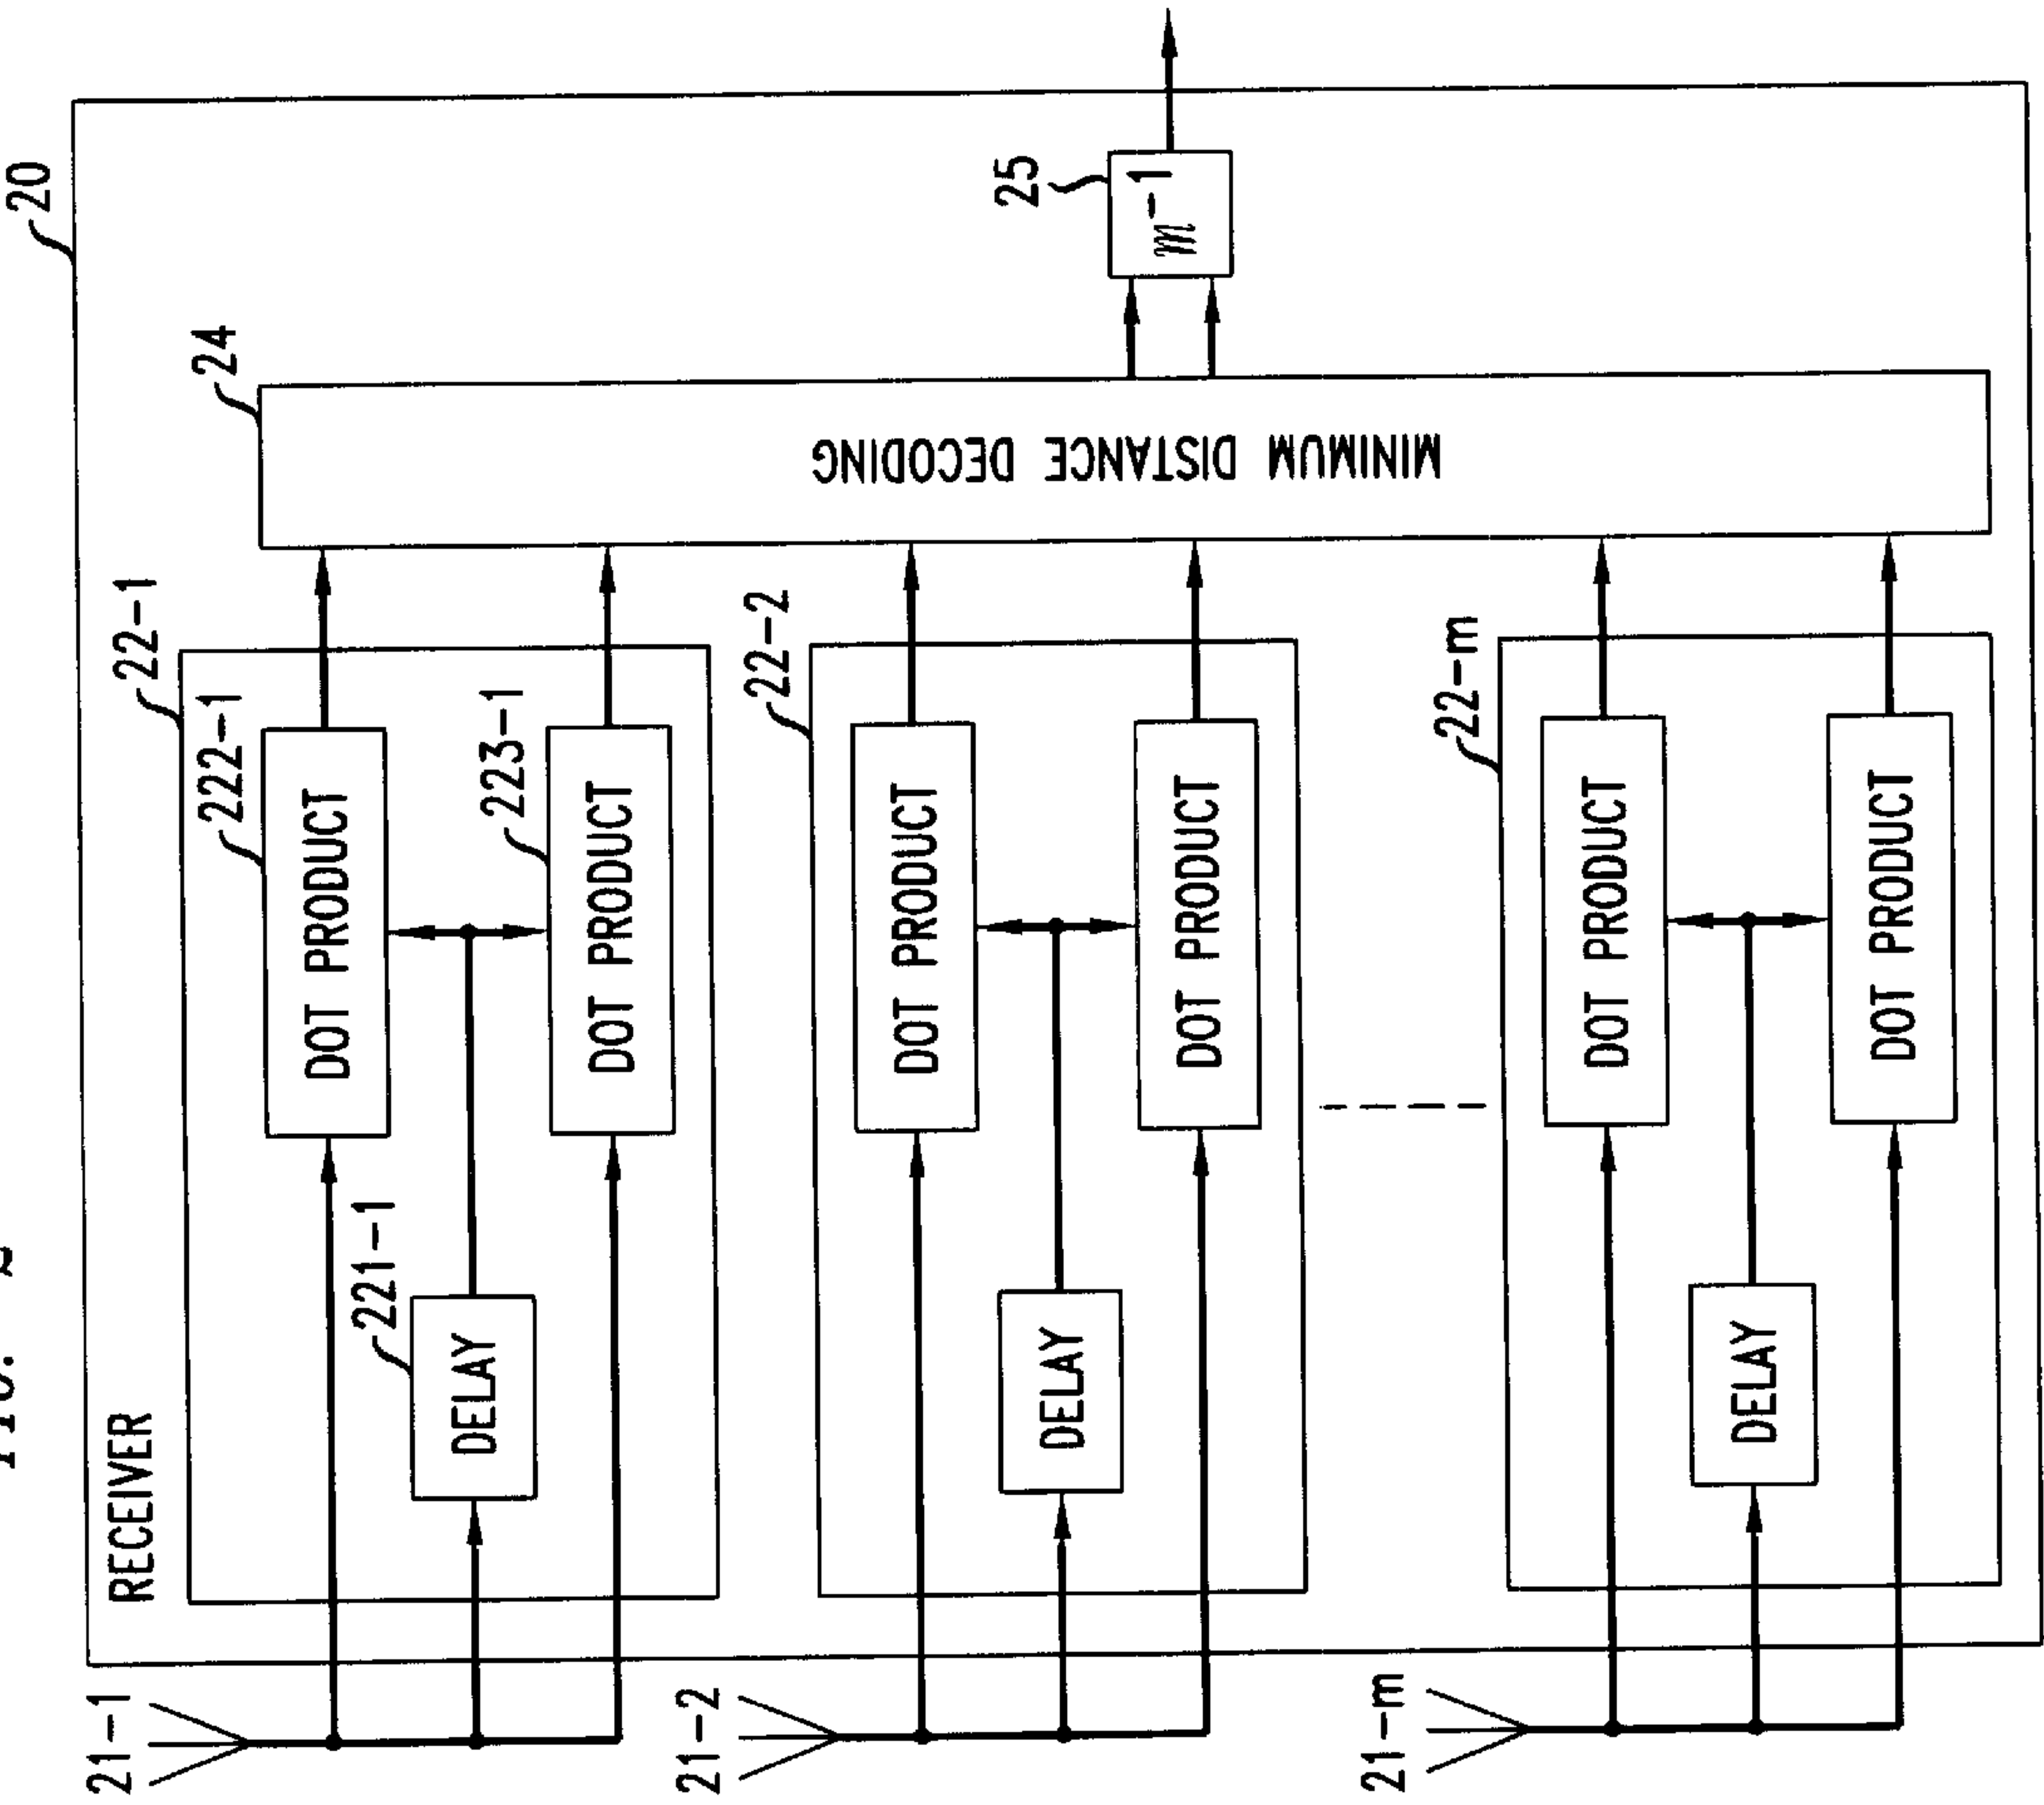 RECEIVER
20
21-1
22-1
222-1
DOT PRODUCT
221-1
DELAY
223-1
DOT PRODUCT
24
MINIMUM DISTANCE DECODING
25
m⁻¹
21-2
22-2
DOT PRODUCT
DELAY
DOT PRODUCT
21-m
22-m
DOT PRODUCT
DELAY
DOT PRODUCT